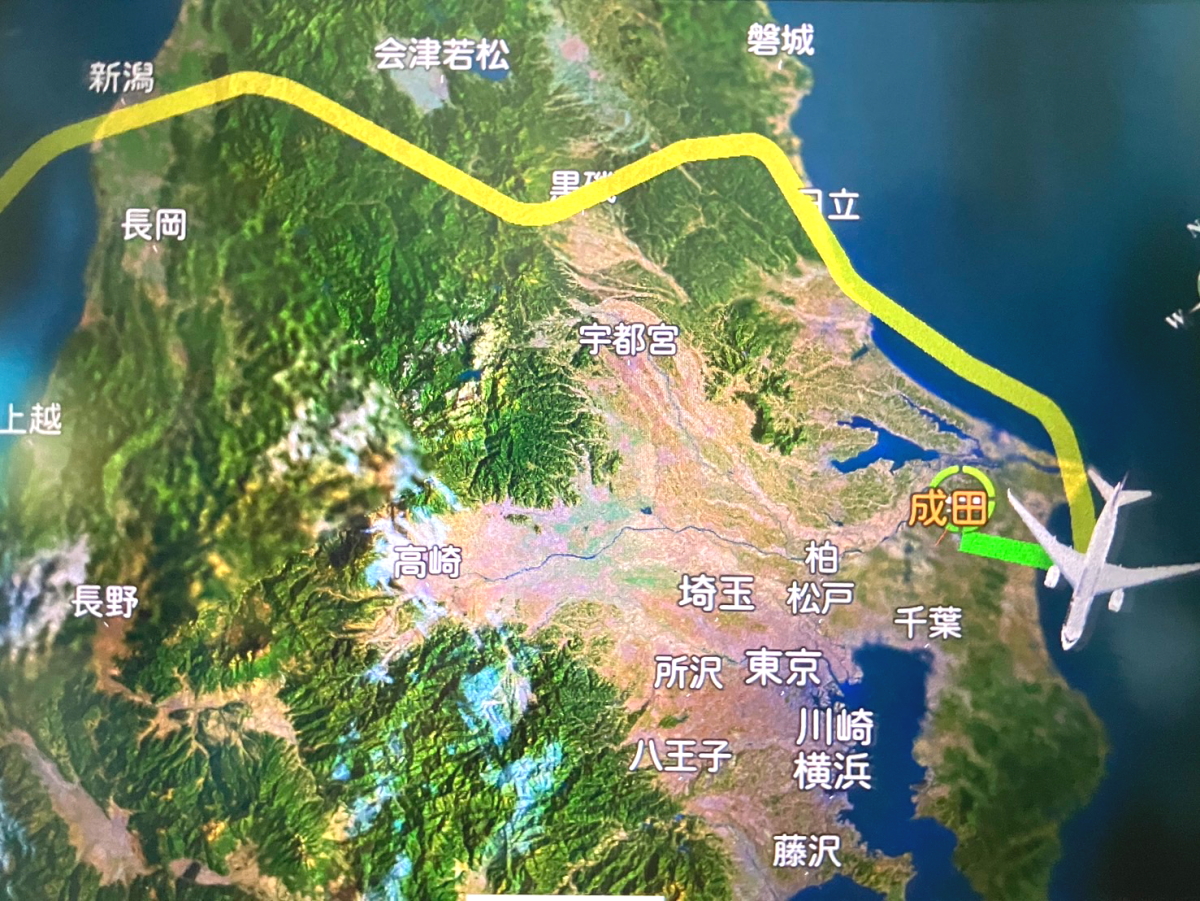 会津若松
磐城
新潟
黒磯
日立
長岡
宇都宮
上越
成田
高崎
柏
埼玉
松戸
長野
千葉
所沢
東京
川崎
横浜
八王子
藤沢
N
W